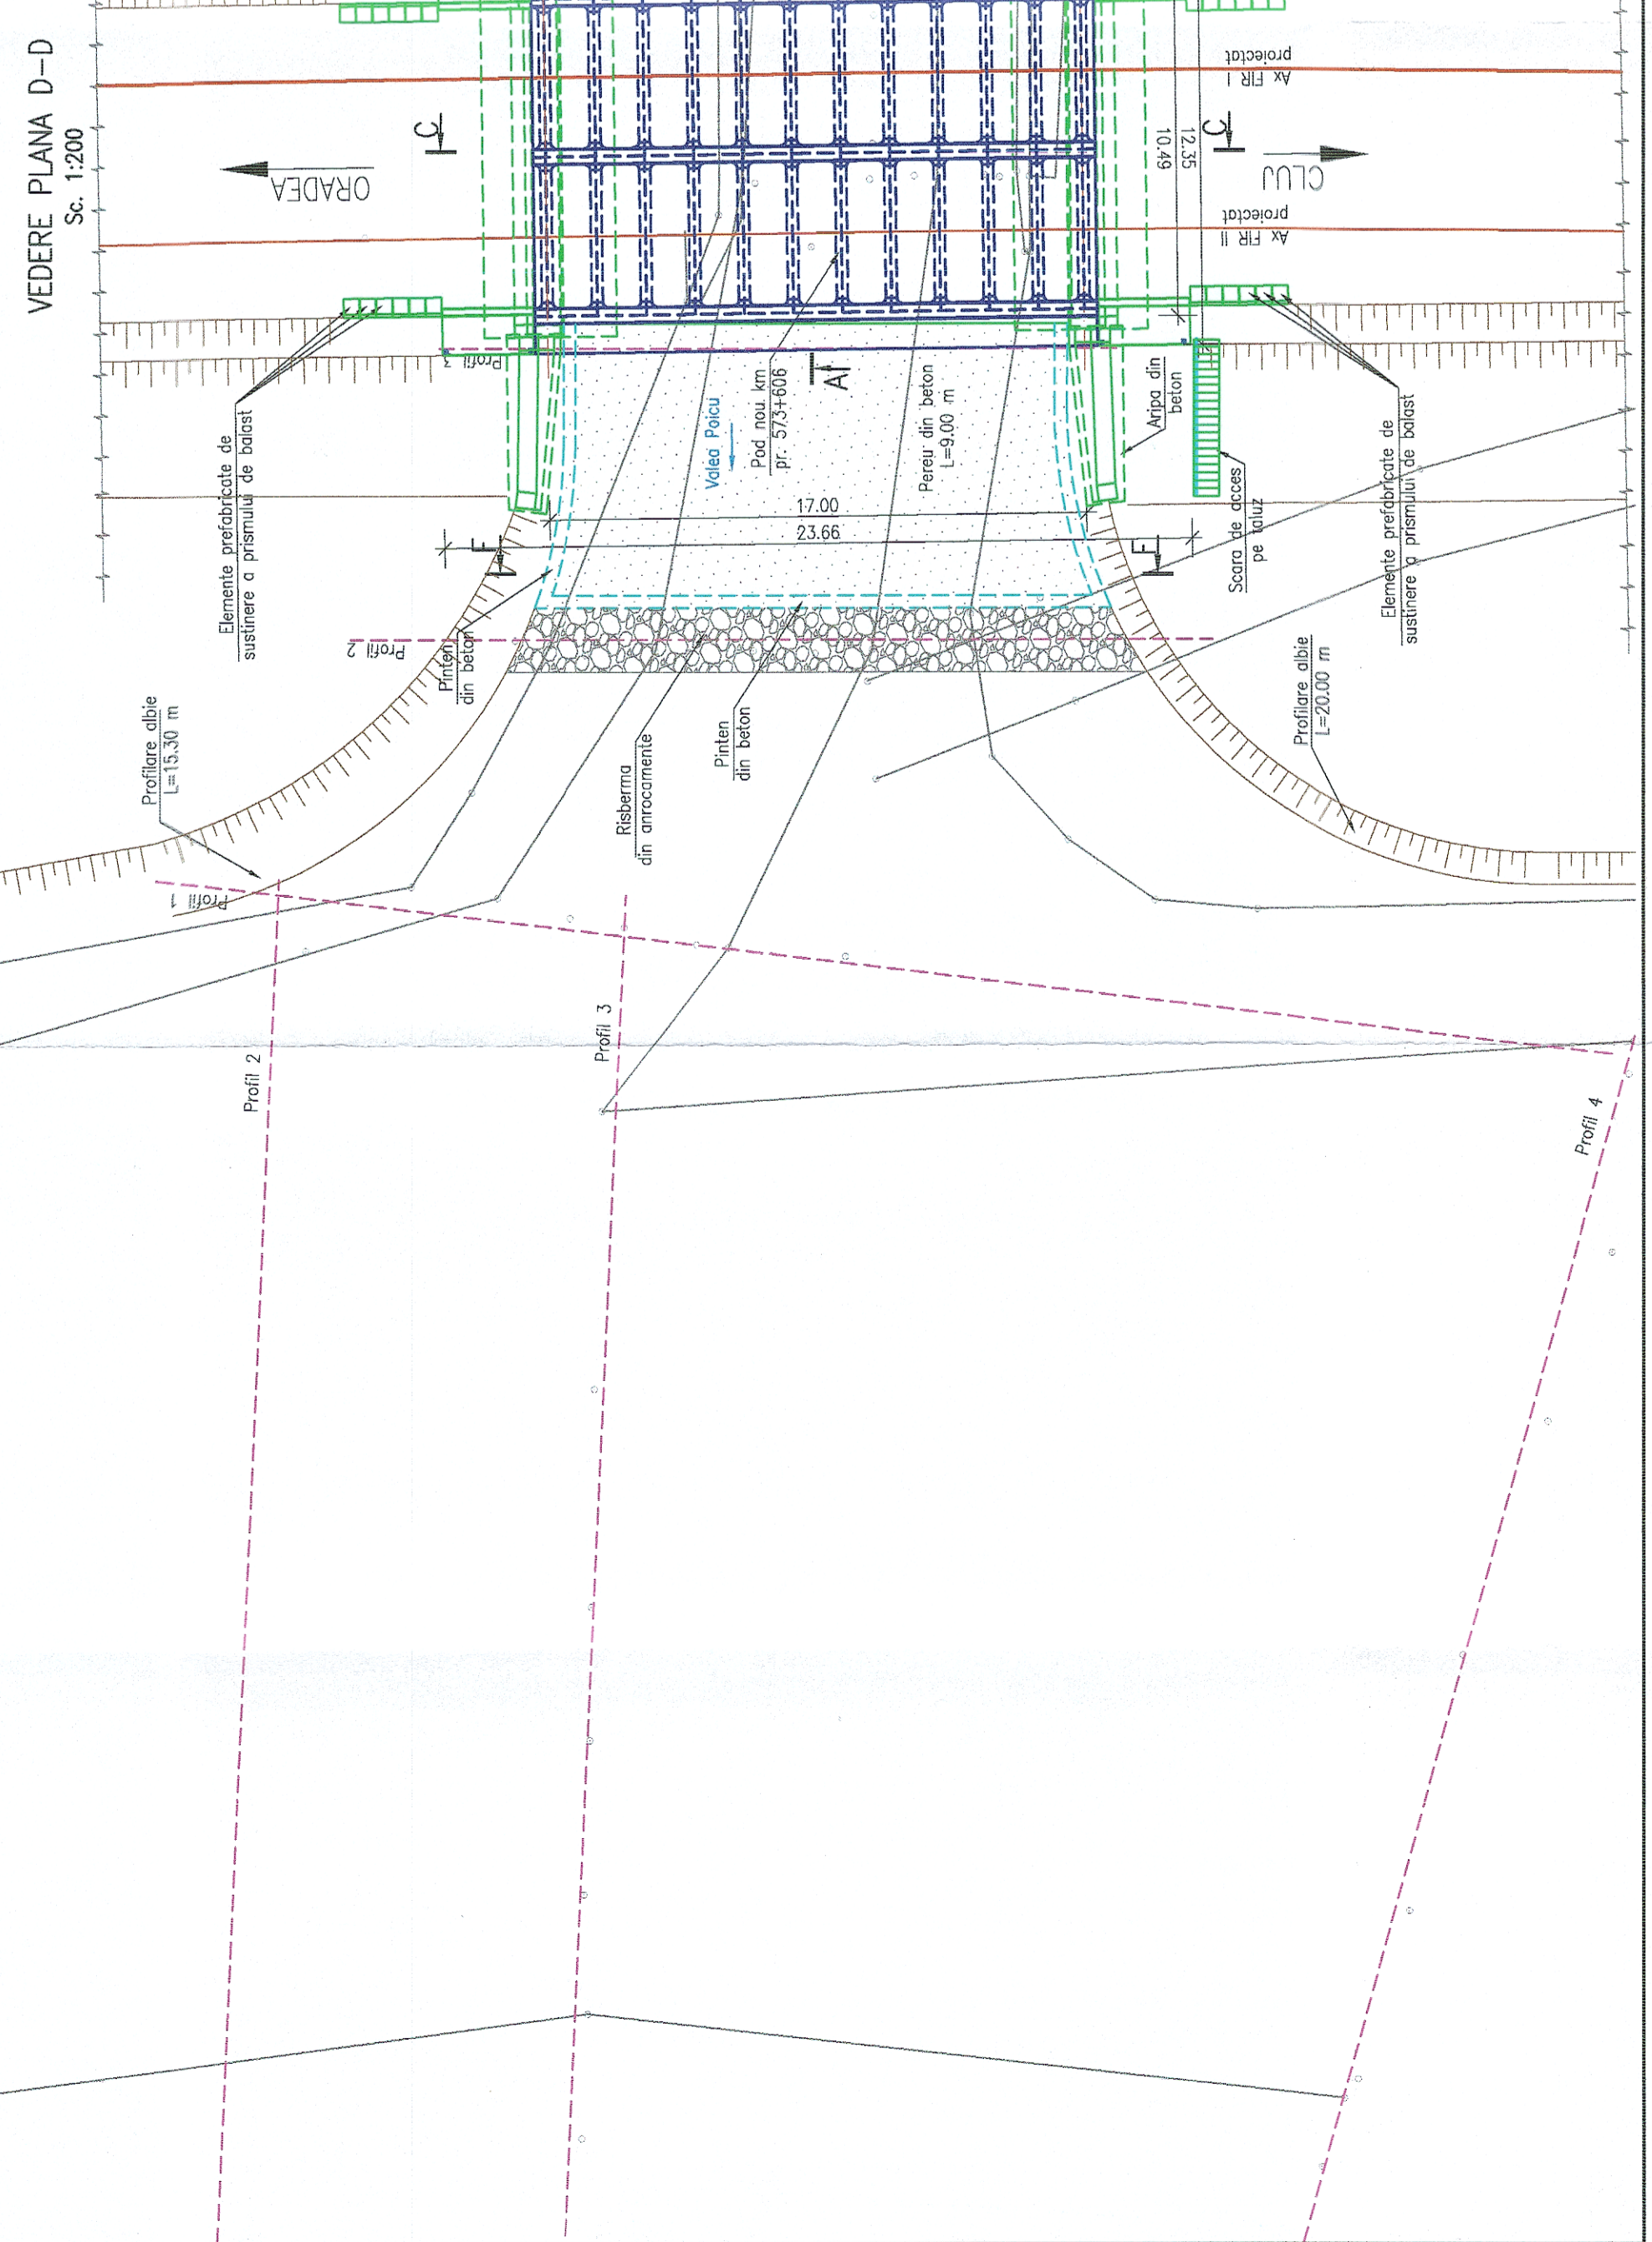 VEDERE PLANA D-D
Sc. 1:200
ORADEA
CLUJ
C
C
Ax FIR I
proiectat
Ax FIR II
proiectat
12.35
10.49
Elemente prefabricate de
sustinere a prismului de balast
Profil 3
Valea Poicu
Pod nou km
pr. 573+606
A
Pereu din beton
L=9.00 m
Aripa din
beton
Scara de acces
pe taluz
Elemente prefabricate de
sustinere a prismului de balast
17.00
23.66
F
F
Profil 2
Pinten
din beton
Risberma
din anrocamente
Pinten
din beton
Profilare albie
L=15.30 m
Profilare albie
L=20.00 m
Profil 1
Profil 2
Profil 3
Profil 4